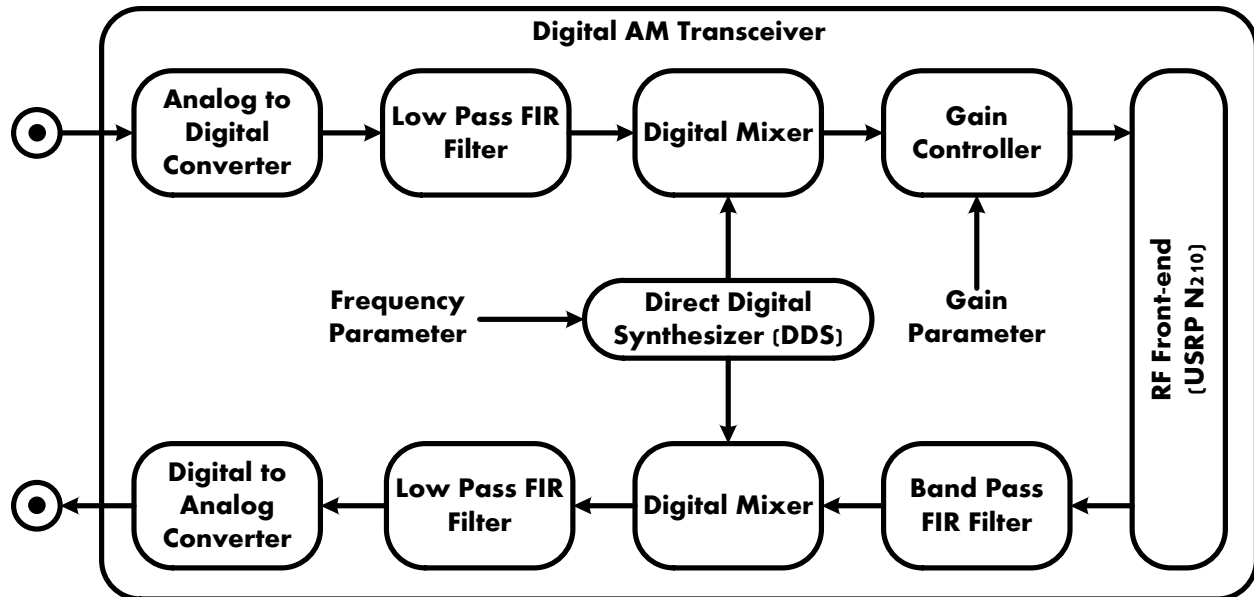 Digital AM Transceiver
Analog to
Digital
Converter
Low Pass FIR
Filter
Digital Mixer
Gain
Controller
RF Front-end
(USRP N210)
Frequency
Parameter
Direct Digital
Synthesizer (DDS)
Gain
Parameter
Digital to
Analog
Converter
Low Pass FIR
Filter
Digital Mixer
Band Pass
FIR Filter